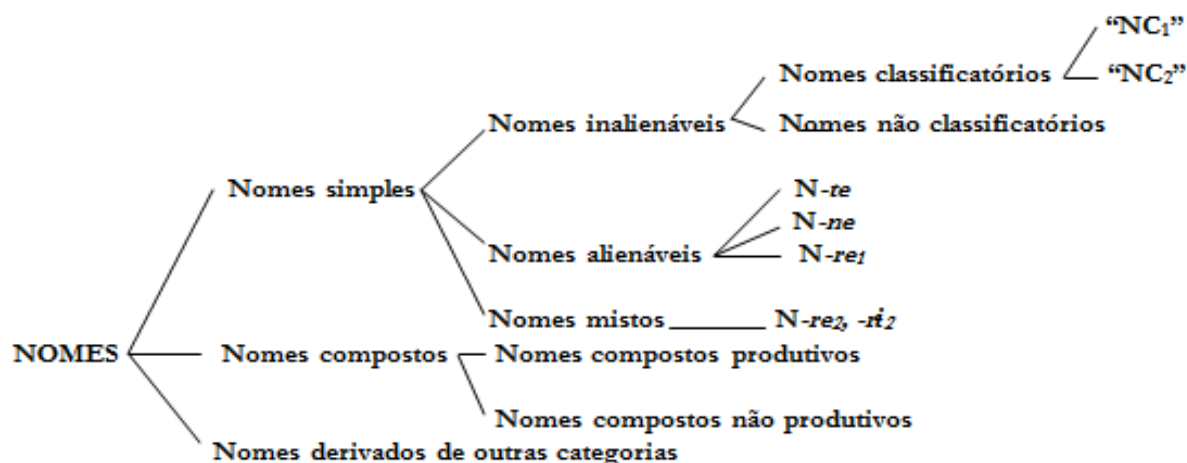 “NC₁”
Nomes classificatórios “NC₂”
Nomes inalienáveis Nomes não classificatórios
Nomes simples N-te
N-ne
Nomes alienáveis N-re₁
Nomes mistos N-re₂, -rɨ₂
NOMES Nomes compostos Nomes compostos produtivos
Nomes compostos não produtivos
Nomes derivados de outras categorias